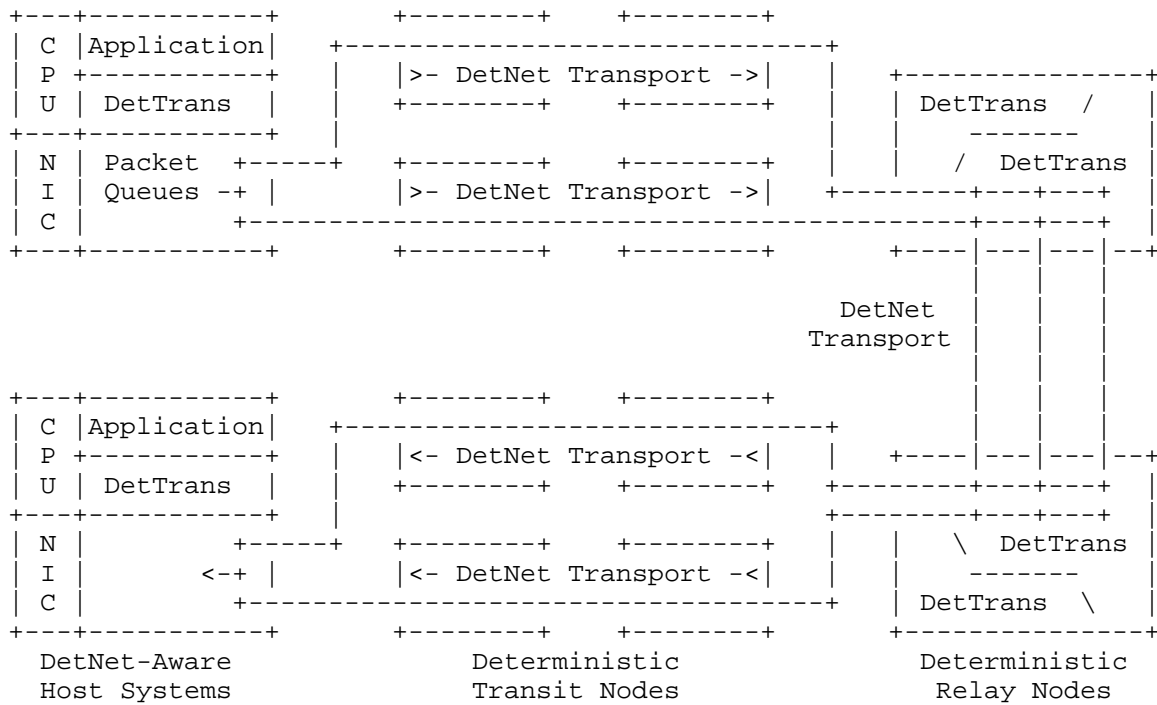 C Application
P >- DetNet Transport ->
U DetTrans DetTrans /
-------
N Packet / DetTrans
I Queues -+ >- DetNet Transport ->
C
DetNet
Transport
C Application
P <- DetNet Transport -<
U DetTrans
N \ DetTrans
I <-+ <- DetNet Transport -< -------
C DetTrans \
DetNet-Aware Deterministic Deterministic
Host Systems Transit Nodes Relay Nodes